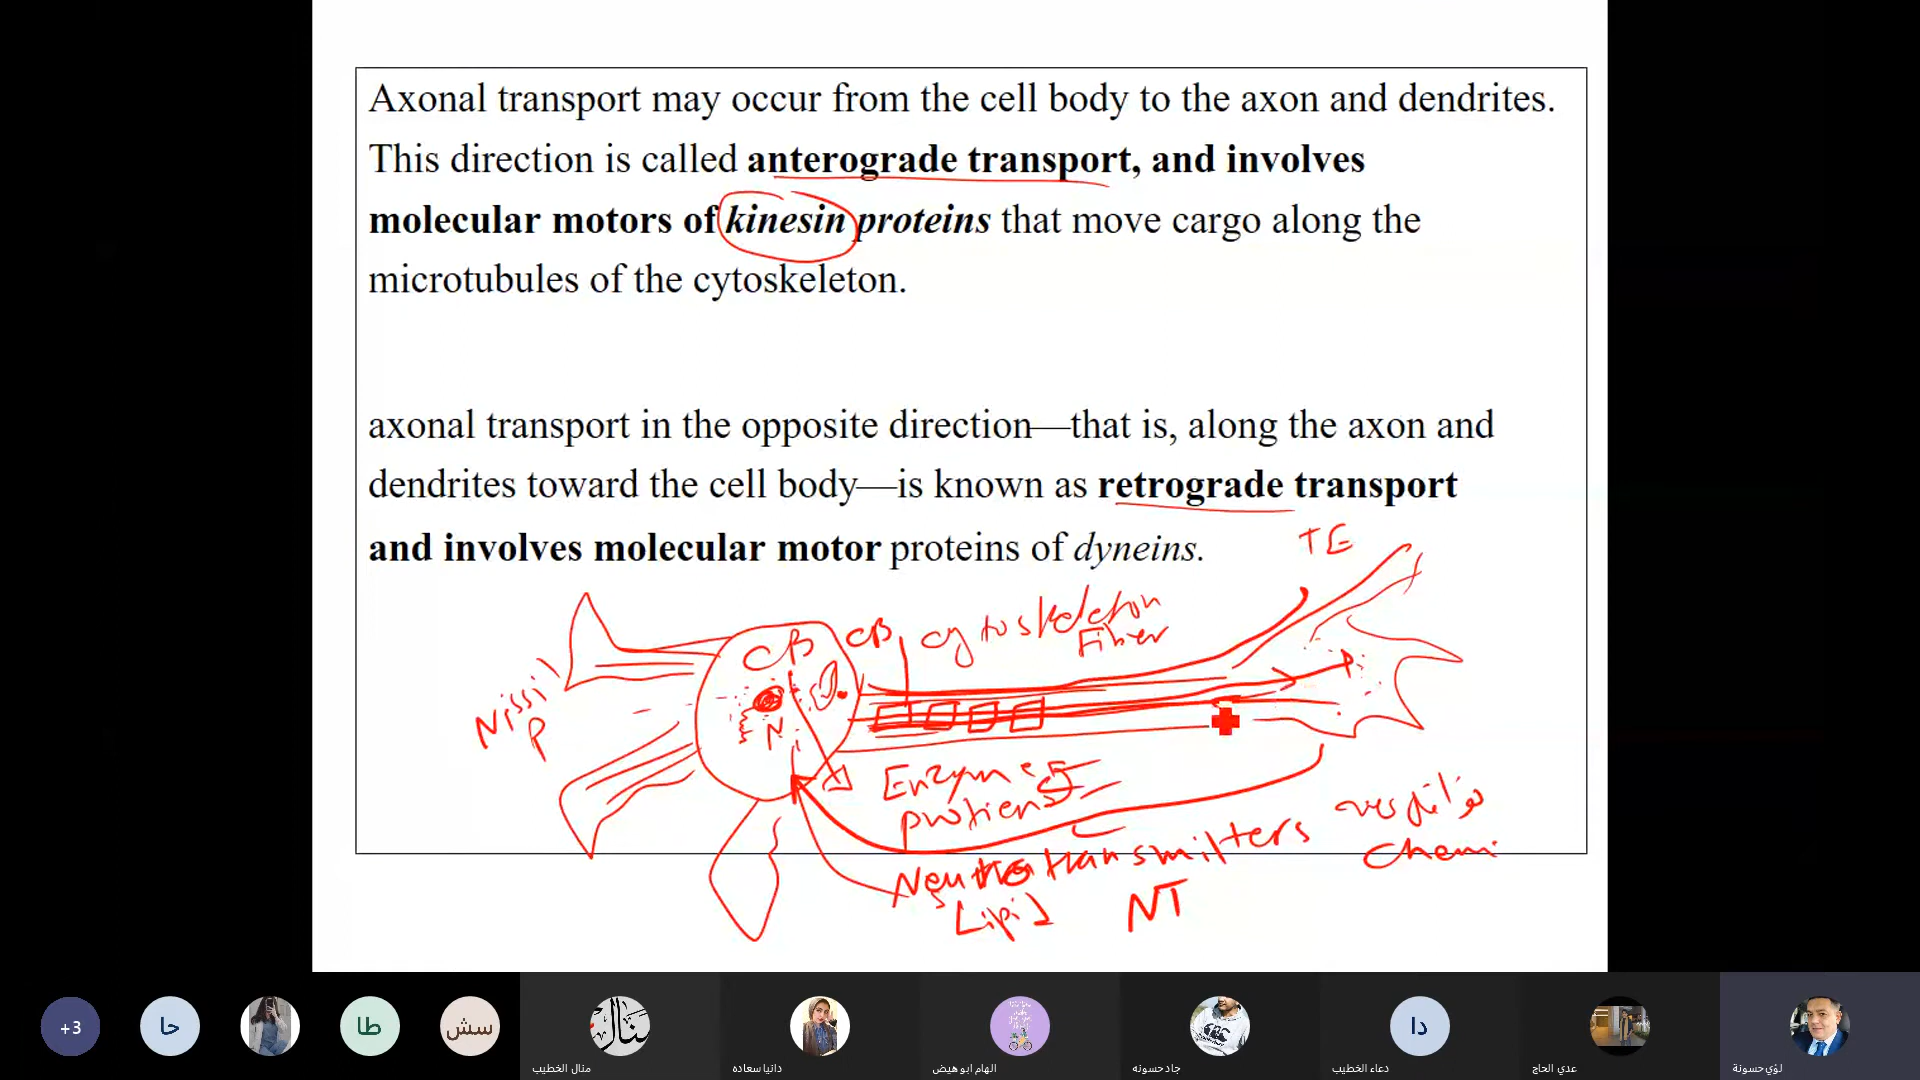 Axonal transport may occur from the cell body to the axon and dendrites.
This direction is called anterograde transport, and involves
molecular motors of kinesin proteins that move cargo along the
microtubules of the cytoskeleton.
axonal transport in the opposite direction—that is, along the axon and
dendrites toward the cell body—is known as retrograde transport
and involves molecular motor proteins of dyneins.
TE
CB CB cytoskeleton
Fiber
Nissil
P
N
Enzymes
protiens
Neurotransmitters
Chemi
Lipid
NT
+3
حا
طا
سش
منال
دا
منال الخطيب
دانيا سعاده
الهام ابو هيض
جاد حسونه
دعاء الخطيب
عدي الحاج
لؤي حسونة